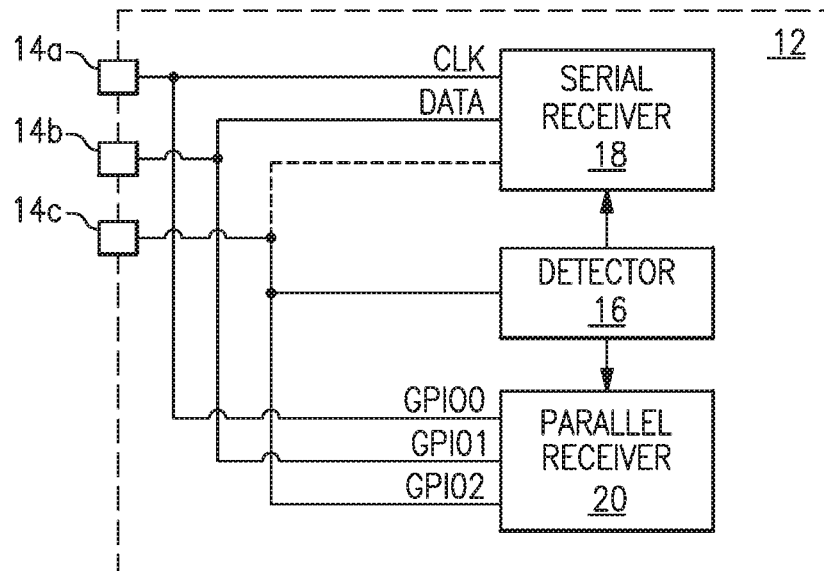 14a
14b
14c
12
CLK
DATA
SERIAL
RECEIVER
18
DETECTOR
16
GPIO0
GPIO1
GPIO2
PARALLEL
RECEIVER
20